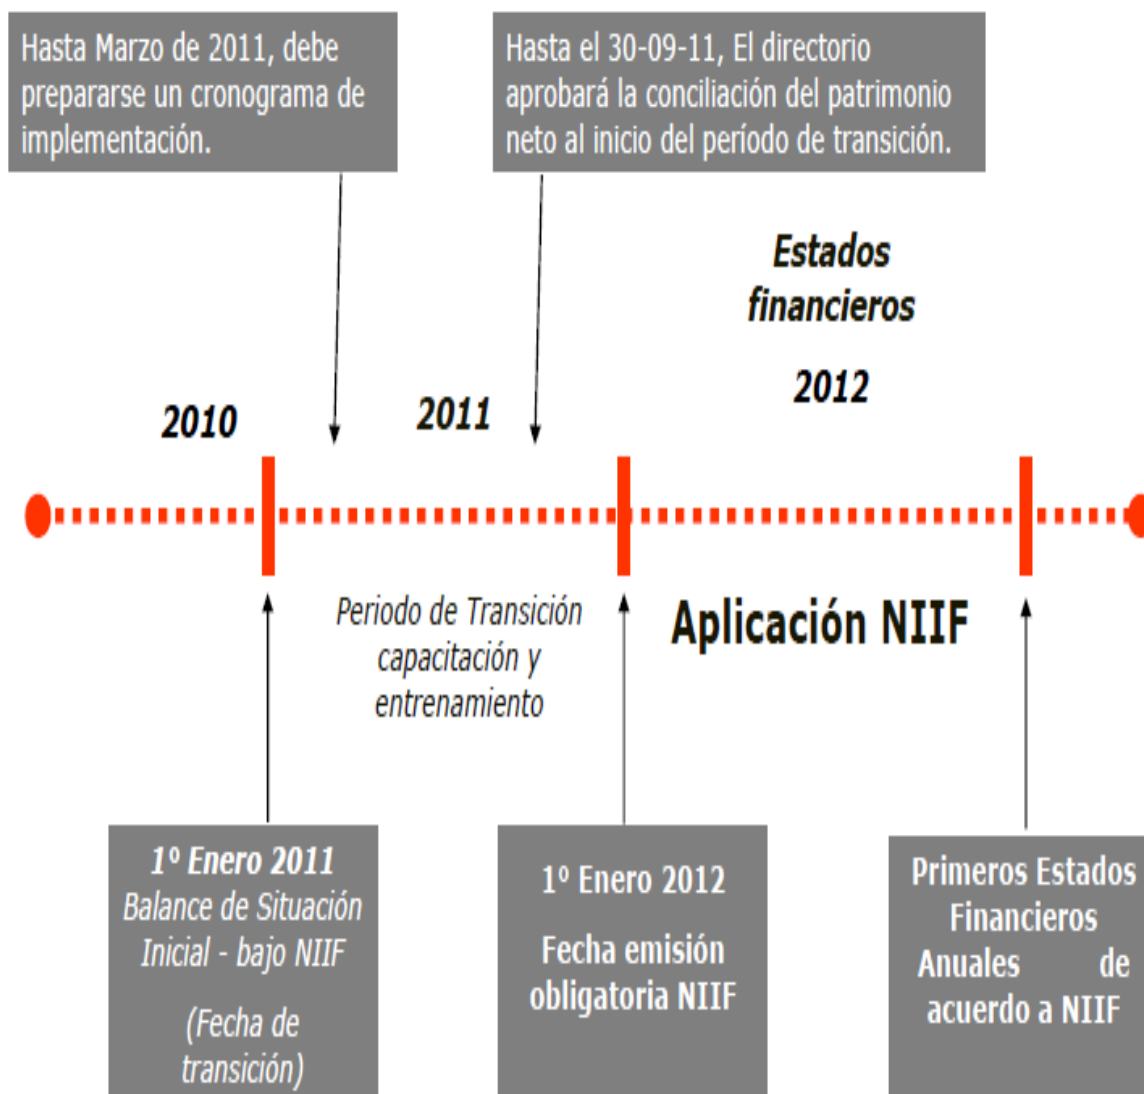 Hasta Marzo de 2011, debe
prepararse un cronograma de
implementación.
Hasta el 30-09-11, El directorio
aprobará la conciliación del patrimonio
neto al inicio del período de transición.
Estados
financieros
2012
2010
2011
Periodo de Transición
capacitación y
entrenamiento
Aplicación NIIF
1º Enero 2011
Balance de Situación
Inicial - bajo NIIF
(Fecha de
transición)
1º Enero 2012
Fecha emisión
obligatoria NIIF
Primeros Estados
Financieros
Anuales de
acuerdo a NIIF